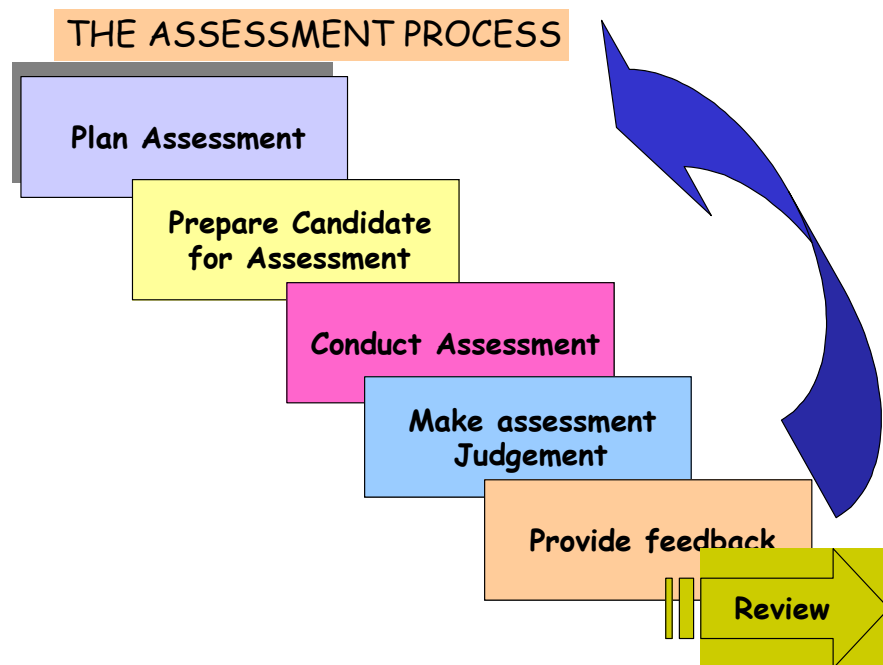 THE ASSESSMENT PROCESS
Plan Assessment
Prepare Candidate
for Assessment
Conduct Assessment
Make assessment
Judgement
Provide feedback
Review